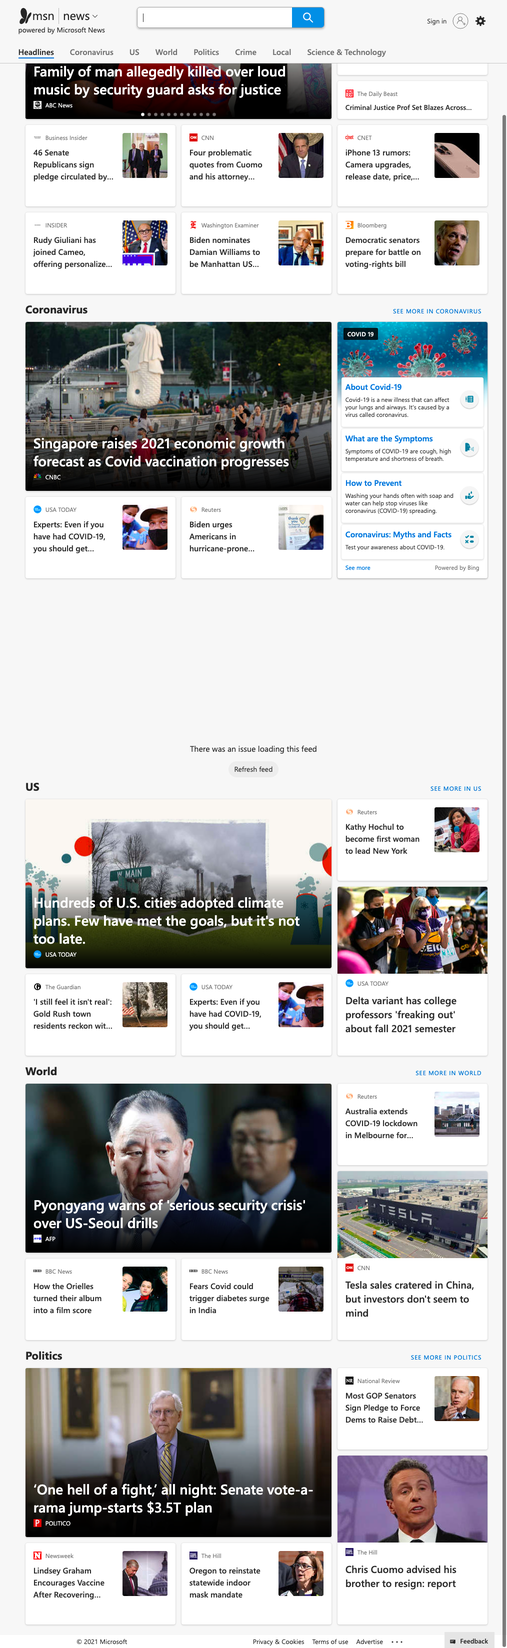 msn | news
powered by Microsoft News
Sign in
Headlines Coronavirus US World Politics Crime Local Science & Technology
Family of man allegedly killed over loud
music by security guard asks for justice
ABC News
The Daily Beast
Criminal Justice Prof Set Blazes Across...
Business Insider
46 Senate
Republicans sign
pledge circulated by...
CNN
Four problematic
quotes from Cuomo
and his attorney...
CNET
iPhone 13 rumors:
Camera upgrades,
release date, price,...
INSIDER
Rudy Giuliani has
joined Cameo,
offering personalize...
Washington Examiner
Biden nominates
Damian Williams to
be Manhattan US...
Bloomberg
Democratic senators
prepare for battle on
voting-rights bill
Coronavirus
SEE MORE IN CORONAVIRUS
Singapore raises 2021 economic growth
forecast as Covid vaccination progresses
CNBC
COVID 19
About Covid-19
Covid-19 is a new illness that can affect
your lungs and airways. It's caused by a
virus called coronavirus.
What are the Symptoms
Symptoms of COVID-19 are cough, high
temperature and shortness of breath.
How to Prevent
Washing your hands often with soap and
water can help stop viruses like
coronavirus (COVID-19) spreading.
Coronavirus: Myths and Facts
Test your awareness about COVID-19.
See more
Powered by Bing
USA TODAY
Experts: Even if you
have had COVID-19,
you should get...
Reuters
Biden urges
Americans in
hurricane-prone...
There was an issue loading this feed
Refresh feed
US
SEE MORE IN US
W MAIN
Hundreds of U.S. cities adopted climate
plans. Few have met the goals, but it's not
too late.
USA TODAY
Reuters
Kathy Hochul to
become first woman
to lead New York
USA TODAY
Delta variant has college
professors 'freaking out'
about fall 2021 semester
The Guardian
'I still feel it isn't real':
Gold Rush town
residents reckon wit...
USA TODAY
Experts: Even if you
have had COVID-19,
you should get...
World
SEE MORE IN WORLD
Pyongyang warns of 'serious security crisis'
over US-Seoul drills
AFP
Reuters
Australia extends
COVID-19 lockdown
in Melbourne for...
TESLA
CNN
Tesla sales cratered in China,
but investors don't seem to
mind
BBC News
How the Orielles
turned their album
into a film score
BBC News
Fears Covid could
trigger diabetes surge
in India
Politics
SEE MORE IN POLITICS
'One hell of a fight,' all night: Senate vote-a-
rama jump-starts $3.5T plan
POLITICO
National Review
Most GOP Senators
Sign Pledge to Force
Dems to Raise Debt...
The Hill
Chris Cuomo advised his
brother to resign: report
Newsweek
Lindsey Graham
Encourages Vaccine
After Recovering...
The Hill
Oregon to reinstate
statewide indoor
mask mandate
© 2021 Microsoft
Privacy & Cookies Terms of use Advertise ...
Feedback